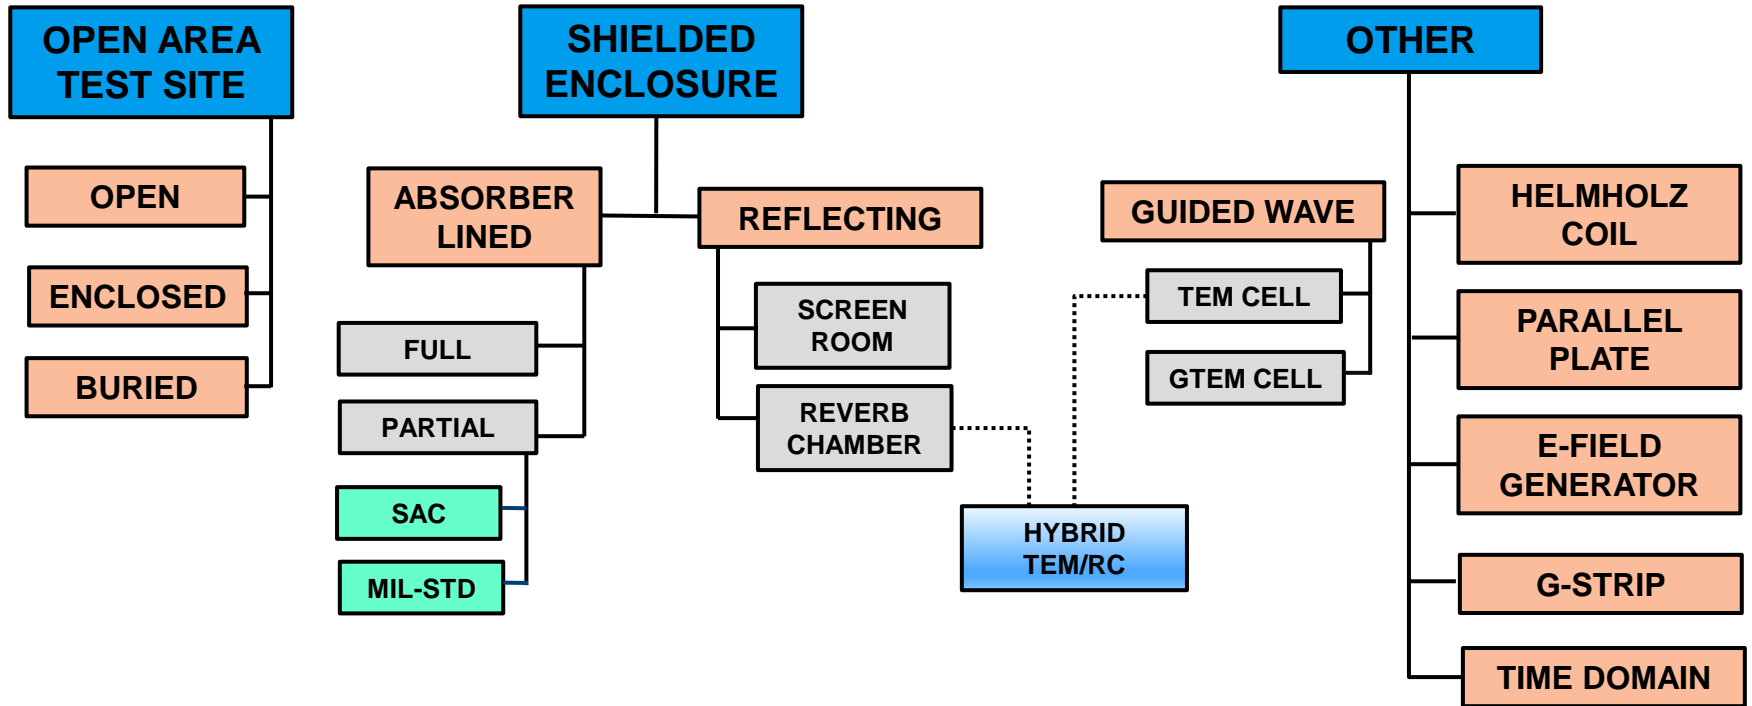 OPEN AREA
TEST SITE
OPEN
ENCLOSED
BURIED
SHIELDED
ENCLOSURE
ABSORBER
LINED
FULL
PARTIAL
SAC
MIL-STD
REFLECTING
SCREEN
ROOM
REVERB
CHAMBER
HYBRID
TEM/RC
GUIDED WAVE
TEM CELL
GTEM CELL
OTHER
HELMHOLZ
COIL
PARALLEL
PLATE
E-FIELD
GENERATOR
G-STRIP
TIME DOMAIN